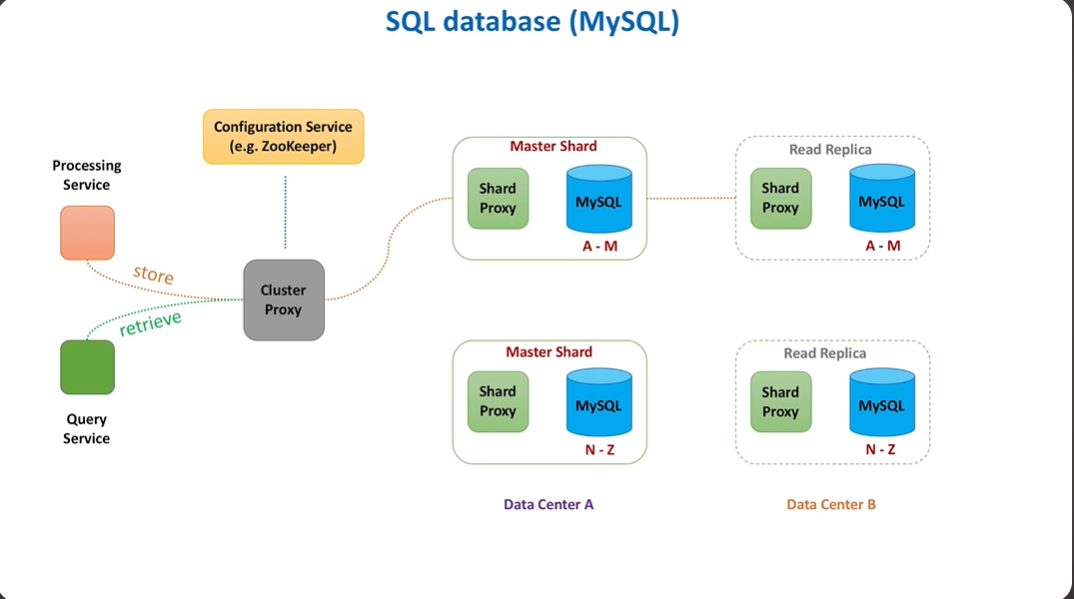 SQL database (MySQL)
Configuration Service
(e.g. ZooKeeper)
Processing
Service
store
retrieve
Cluster
Proxy
Query
Service
Master Shard
Shard
Proxy
MySQL
A - M
Read Replica
Shard
Proxy
MySQL
A - M
Master Shard
Shard
Proxy
MySQL
N - Z
Read Replica
Shard
Proxy
MySQL
N - Z
Data Center A
Data Center B